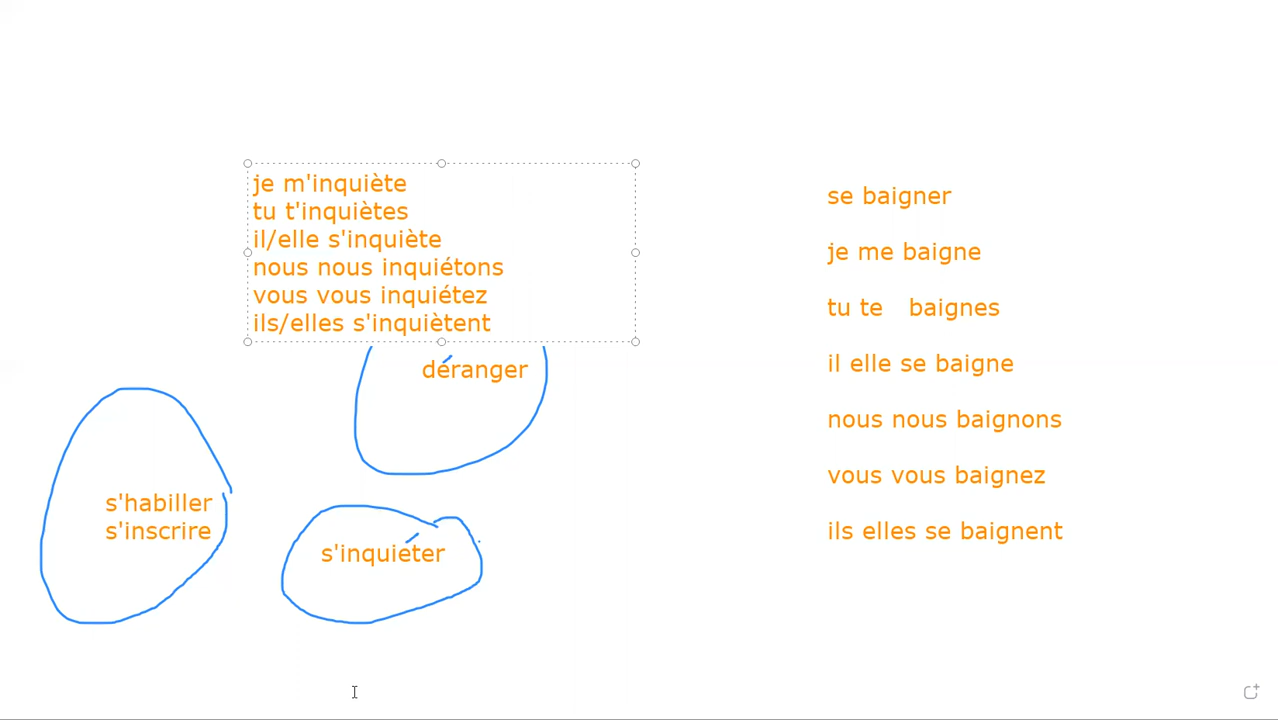 je m'inquiète
tu t'inquiètes
il/elle s'inquiète
nous nous inquiétons
vous vous inquiétez
ils/elles s'inquiètent
déranger
s'habiller
s'inscrire
s'inquiéter
se baigner
je me baigne
tu te baignes
il elle se baigne
nous nous baignons
vous vous baignez
ils elles se baignent